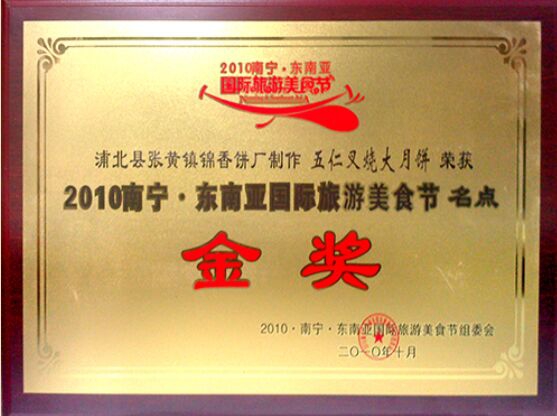 2010南宁·东南亚
国际旅游美食节
浦北县张黄镇锦香饼厂制作 五仁叉烧大月饼 荣获
2010南宁·东南亚国际旅游美食节 名点
金奖
2010·南宁·东南亚国际旅游美食节组委会
二〇一〇年十月